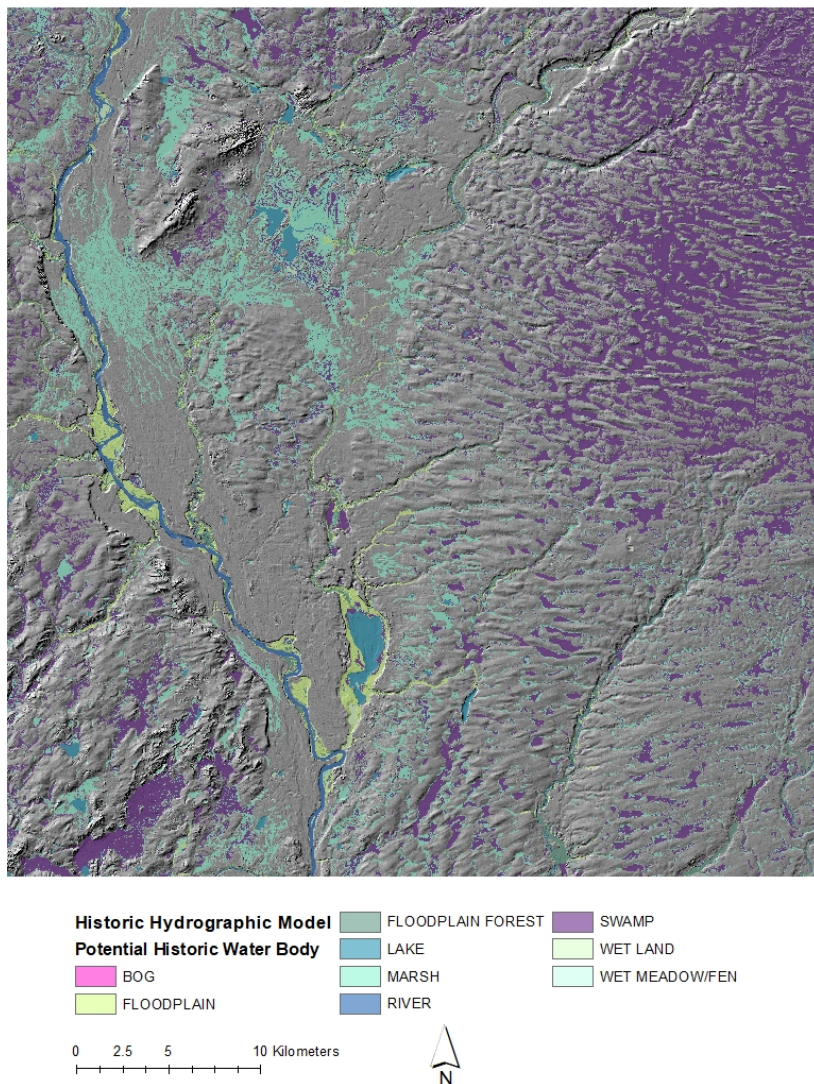 Historic Hydrographic Model
Potential Historic Water Body
BOG
FLOODPLAIN
FLOODPLAIN FOREST
LAKE
MARSH
RIVER
SWAMP
WET LAND
WET MEADOW/FEN
0 2.5 5 10 Kilometers
N